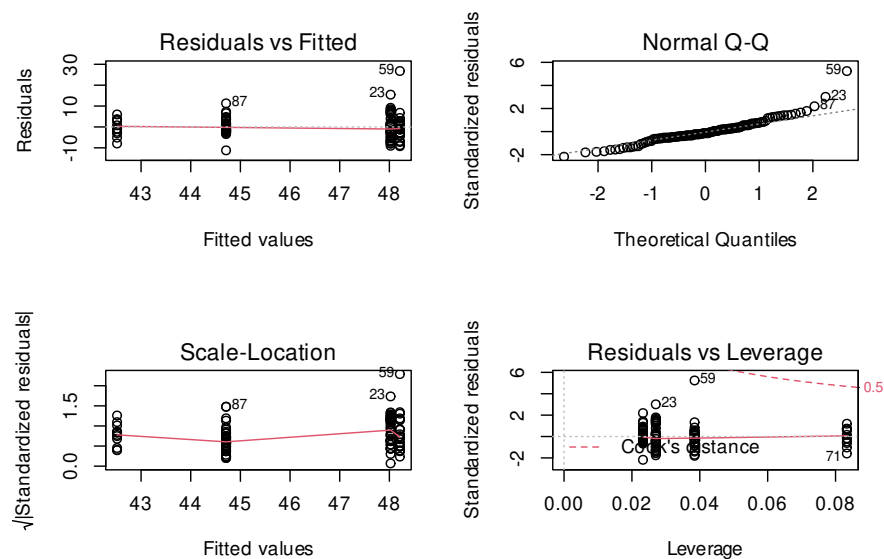 Residuals vs Fitted
Residuals
30
10
-10
59
23
87
43 44 45 46 47 48
Fitted values
Normal Q-Q
Standardized residuals
6
2
-2
59
23
87
-2 -1 0 1 2
Theoretical Quantiles
Scale-Location
√|Standardized residuals|
1.5
0.0
59
23
87
43 44 45 46 47 48
Fitted values
Residuals vs Leverage
Standardized residuals
6
2
-2
59
23
71
0.5
Cook's distance
0.00 0.02 0.04 0.06 0.08
Leverage